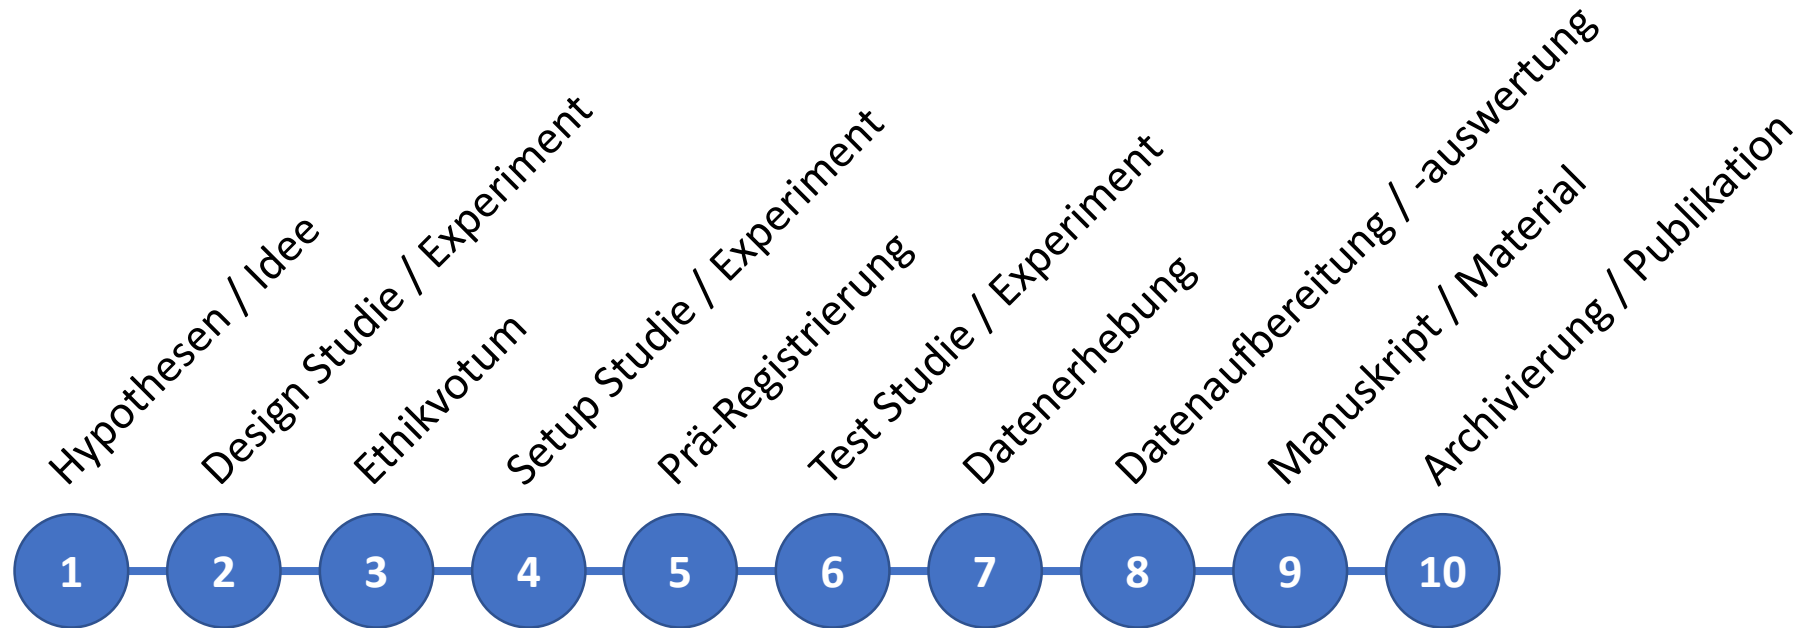 Hypothesen / Idee
Design Studie / Experiment
Ethikvotum
Setup Studie / Experiment
Prä-Registrierung
Test Studie / Experiment
Datenerhebung
Datenaufbereitung / -auswertung
Manuskript / Material
Archivierung / Publikation
1
2
3
4
5
6
7
8
9
10